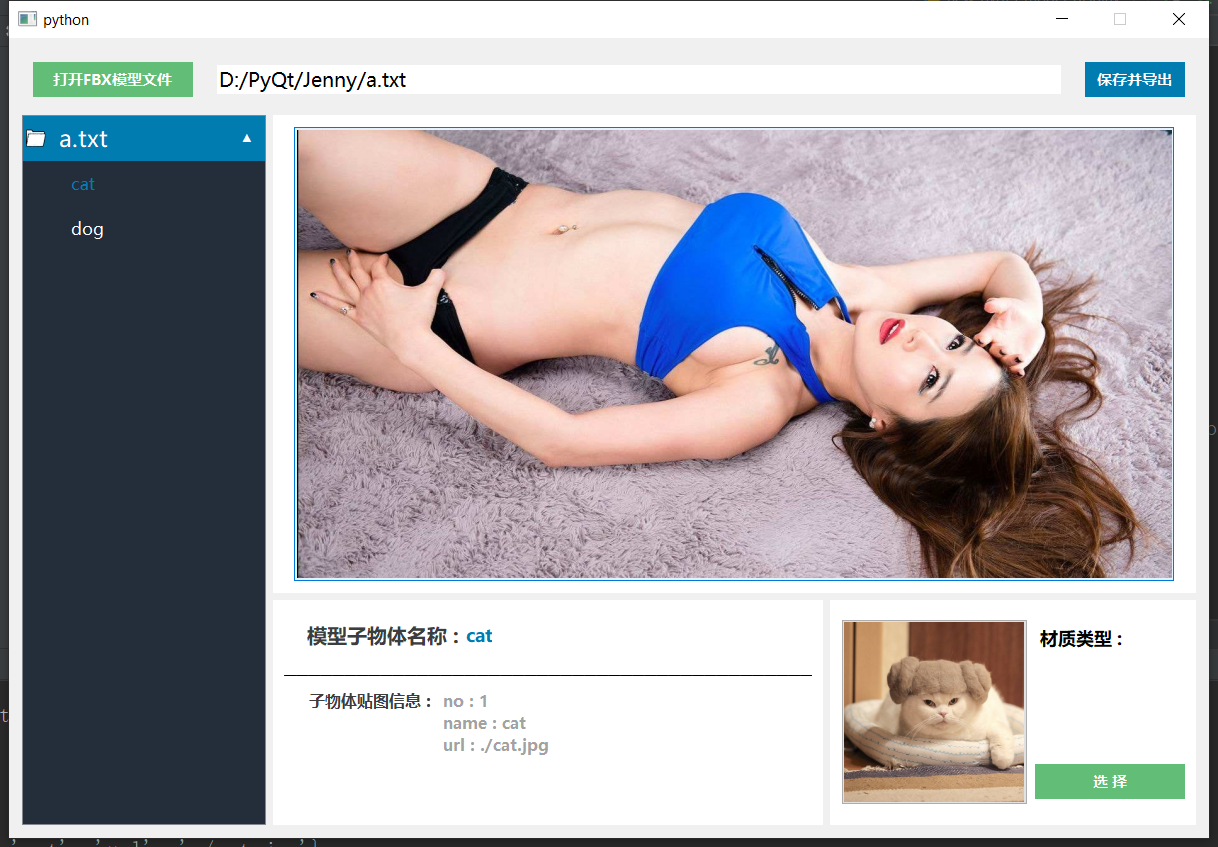 python
打开FBX模型文件
D:/PyQt/Jenny/a.txt
保存并导出
a.txt
cat
dog
模型子物体名称：cat
子物体贴图信息： no : 1
name : cat
url : ./cat.jpg
材质类型：
选 择